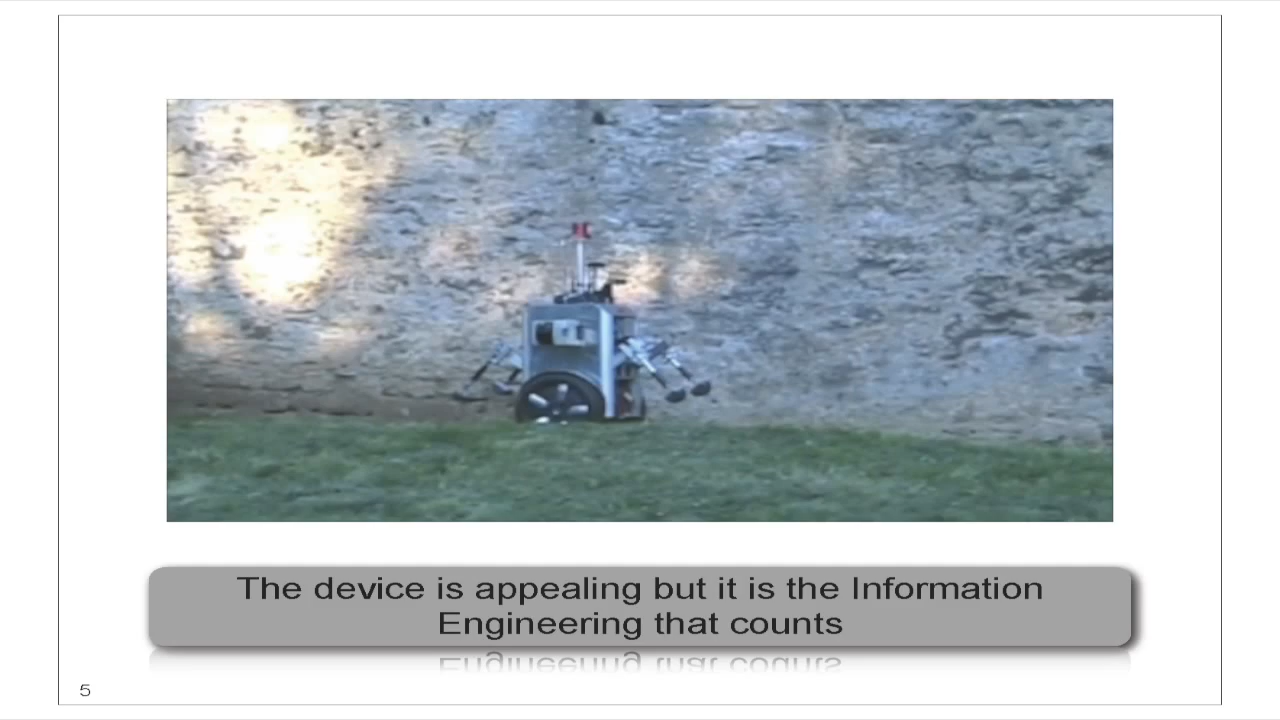 The device is appealing but it is the Information
Engineering that counts
5